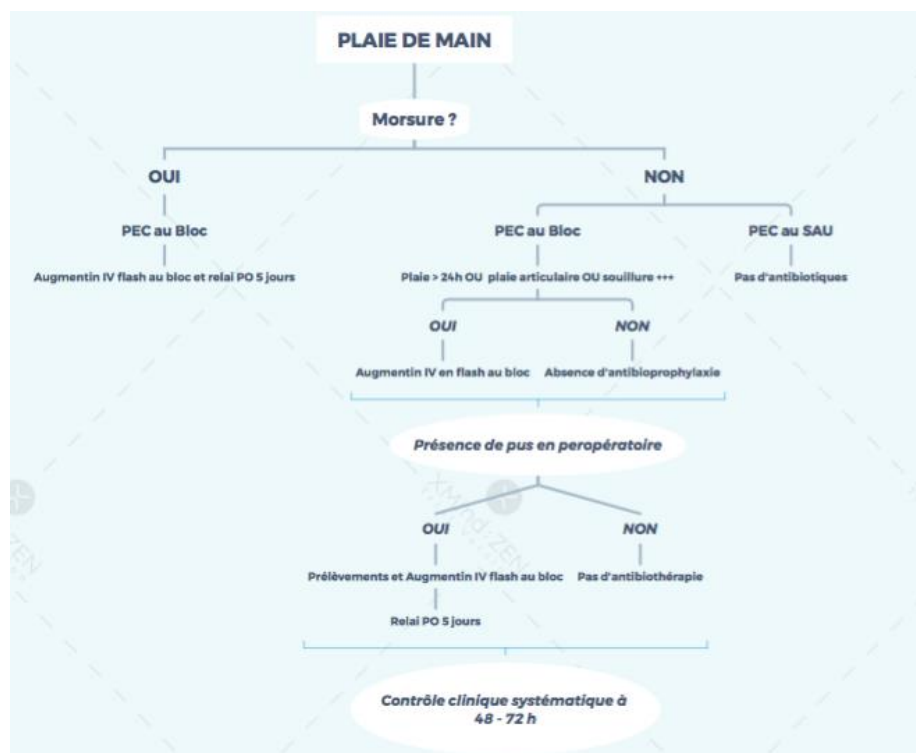 PLAIE DE MAIN
Morsure ?
OUI
NON
PEC au Bloc
PEC au Bloc
PEC au SAU
Augmentin IV flash au bloc et relai PO 5 jours
Plaie > 24h OU plaie articulaire OU souillure +++
Pas d'antibiotiques
OUI
NON
Augmentin IV en flash au bloc
Absence d'antibioprophylaxie
Présence de pus en peropératoire
XMind: ZEN
ZEN
OUI
NON
Prélèvements et Augmentin IV flash au bloc
Pas d'antibiothérapie
Relai PO 5 jours
Contrôle clinique systématique à
48 - 72 h